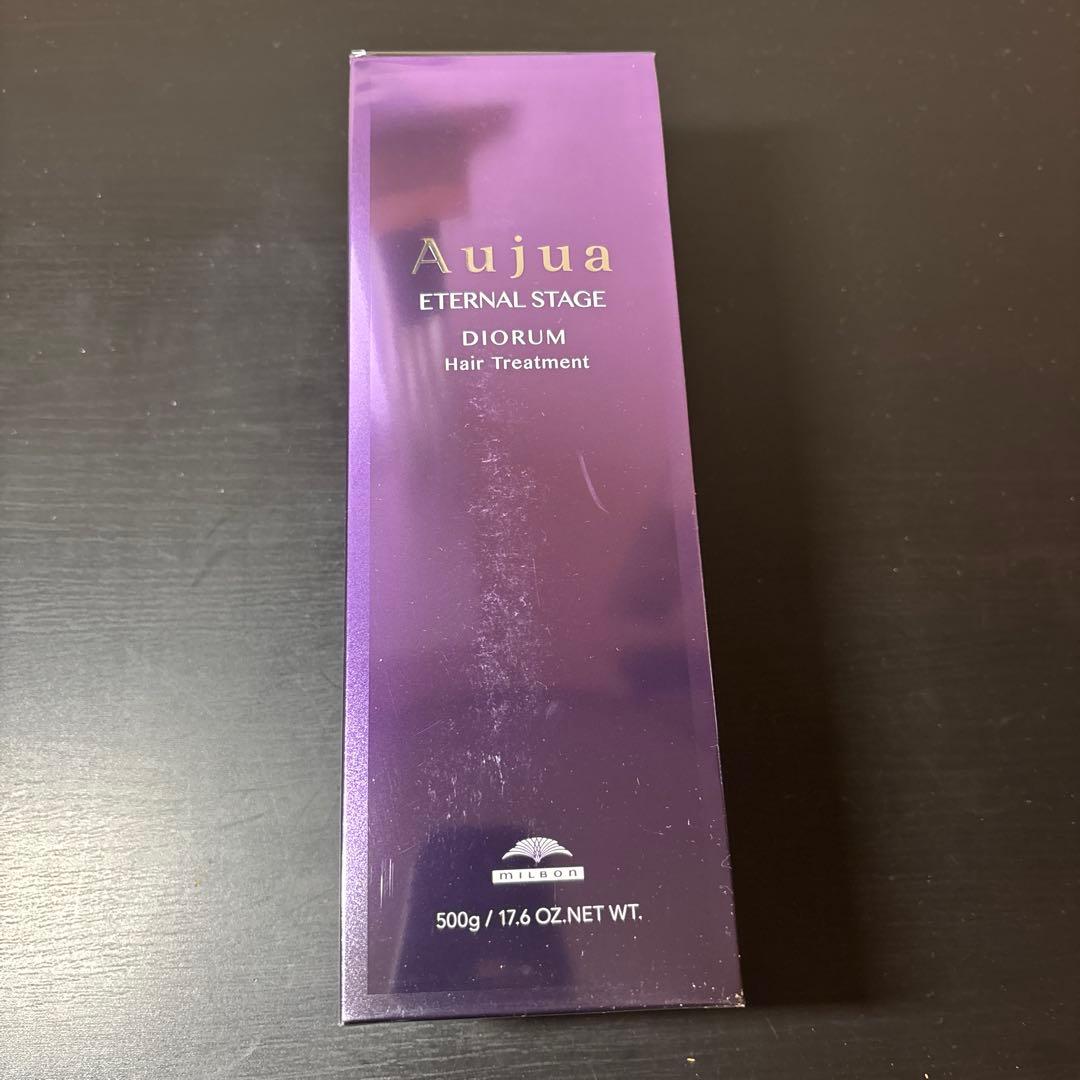 Aujua
ETERNAL STAGE
DIORUM
Hair Treatment
MILBON
500g / 17.6 OZ.NET WT.